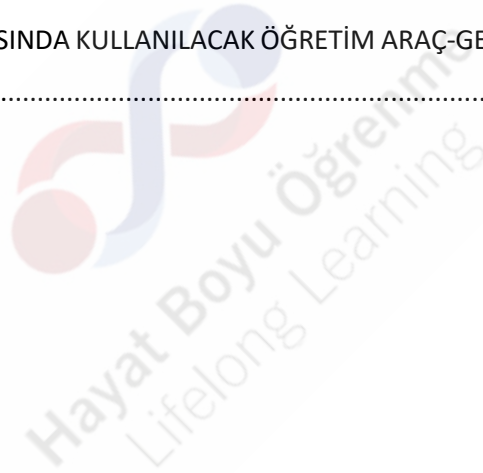 SINDA KULLANILACAK ÖĞRETİM ARAÇ-GE
................................................................................
Hayat Boyu Öğrenme
Lifelong Learning